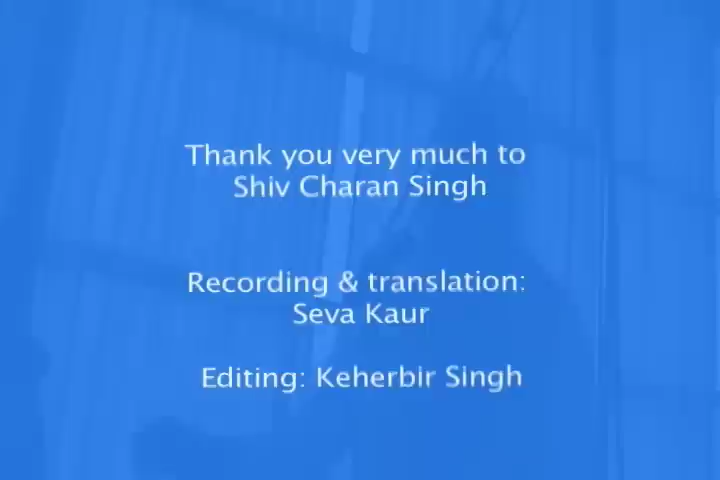 Thank you very much to
Shiv Charan Singh
Recording & translation:
Seva Kaur
Editing: Keherbir Singh